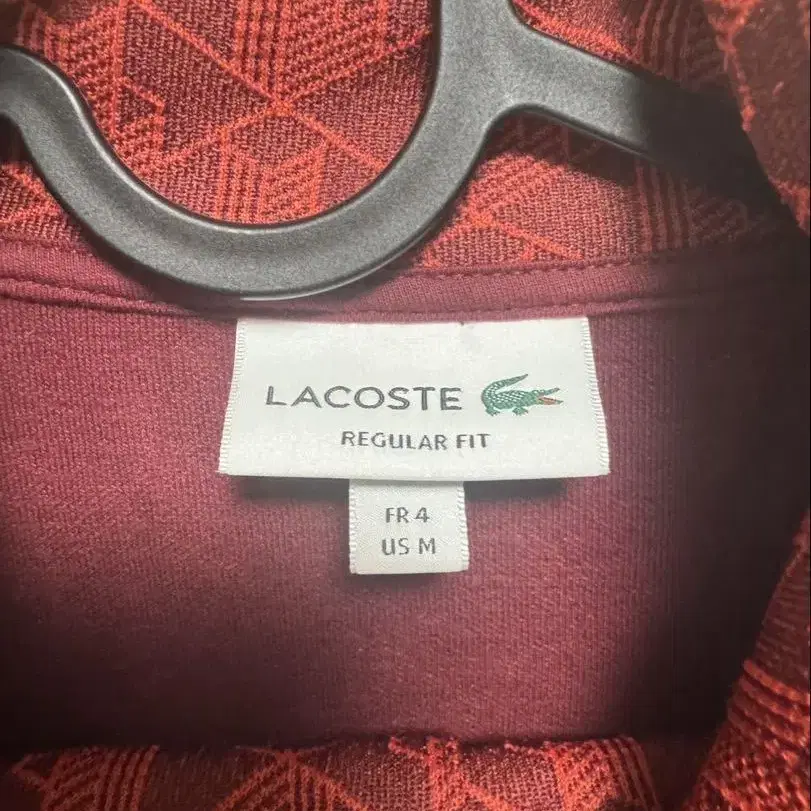 LACOSTE
REGULAR FIT
FR 4
US M